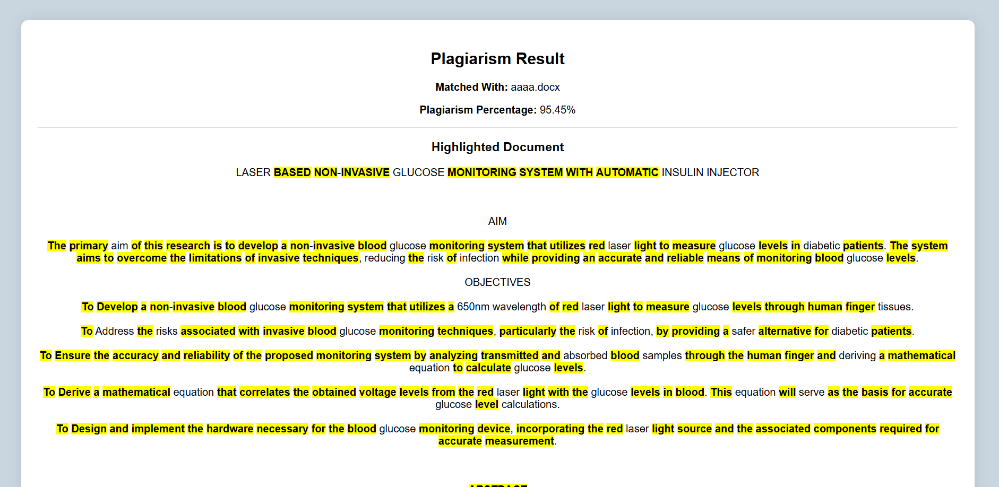 Plagiarism Result
Matched With: aaaa.docx
Plagiarism Percentage: 95.45%
Highlighted Document
LASER BASED NON-INVASIVE GLUCOSE MONITORING SYSTEM WITH AUTOMATIC INSULIN INJECTOR
AIM
The primary aim of this research is to develop a non-invasive blood glucose monitoring system that utilizes red laser light to measure glucose levels in diabetic patients. The system
aims to overcome the limitations of invasive techniques, reducing the risk of infection while providing an accurate and reliable means of monitoring blood glucose levels.
OBJECTIVES
To Develop a non-invasive blood glucose monitoring system that utilizes a 650nm wavelength of red laser light to measure glucose levels through human finger tissues.
To Address the risks associated with invasive blood glucose monitoring techniques, particularly the risk of infection, by providing a safer alternative for diabetic patients.
To Ensure the accuracy and reliability of the proposed monitoring system by analyzing transmitted and absorbed blood samples through the human finger and deriving a mathematical
equation to calculate glucose levels.
To Derive a mathematical equation that correlates the obtained voltage levels from the red laser light with the glucose levels in blood. This equation will serve as the basis for accurate
glucose level calculations.
To Design and implement the hardware necessary for the blood glucose monitoring device, incorporating the red laser light source and the associated components required for
accurate measurement.
ABSTRACT